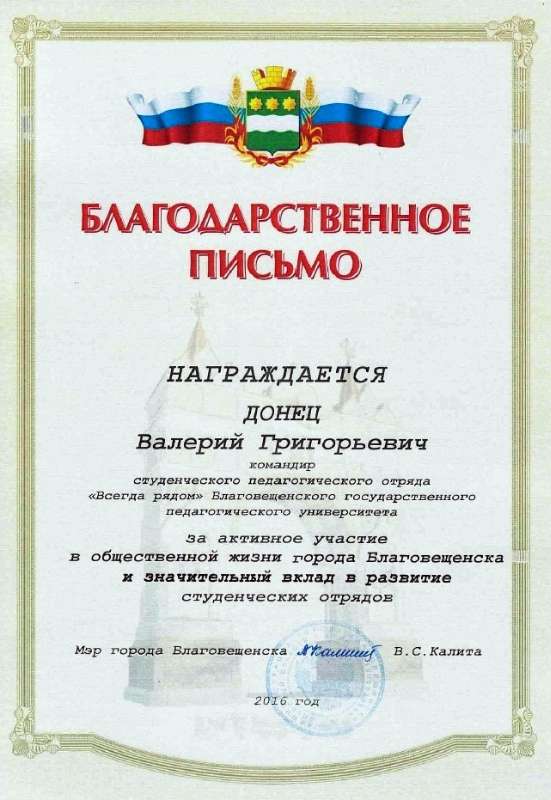 БЛАГОДАРСТВЕННОЕ
ПИСЬМО
НАГРАЖДАЕТСЯ
ДОНЕЦ
Валерий Григорьевич
командир
студенческого педагогического отряда
«Всегда рядом» Благовещенского государственного
педагогического университета
за активное участие
в общественной жизни города Благовещенска
и значительный вклад в развитие
студенческих отрядов
Мэр города Благовещенска В.С.Калита
2016 год